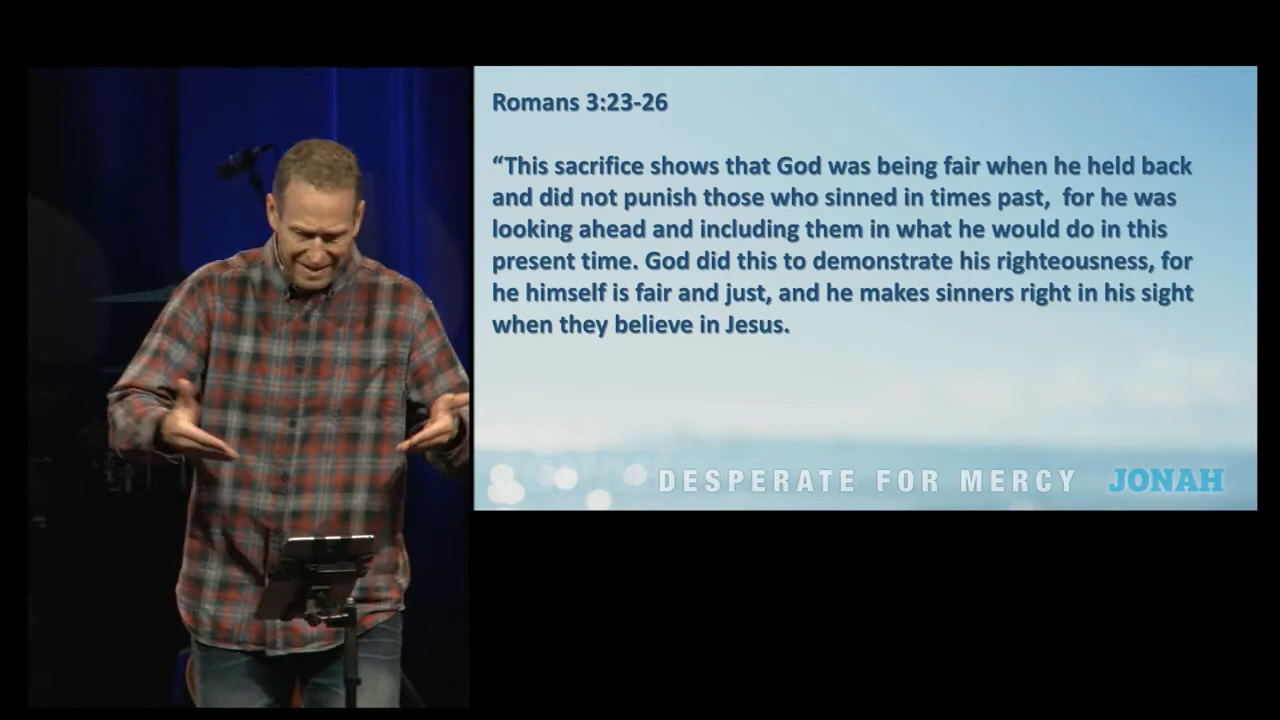 Romans 3:23-26
“This sacrifice shows that God was being fair when he held back
and did not punish those who sinned in times past,  for he was
looking ahead and including them in what he would do in this
present time. God did this to demonstrate his righteousness, for
he himself is fair and just, and he makes sinners right in his sight
when they believe in Jesus.
DESPERATE FOR MERCY JONAH